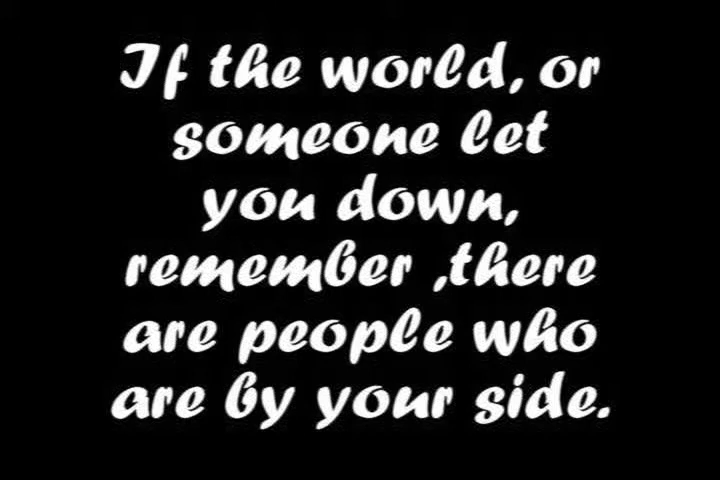 If the world, or
someone let
you down,
remember ,there
are people who
are by your side.